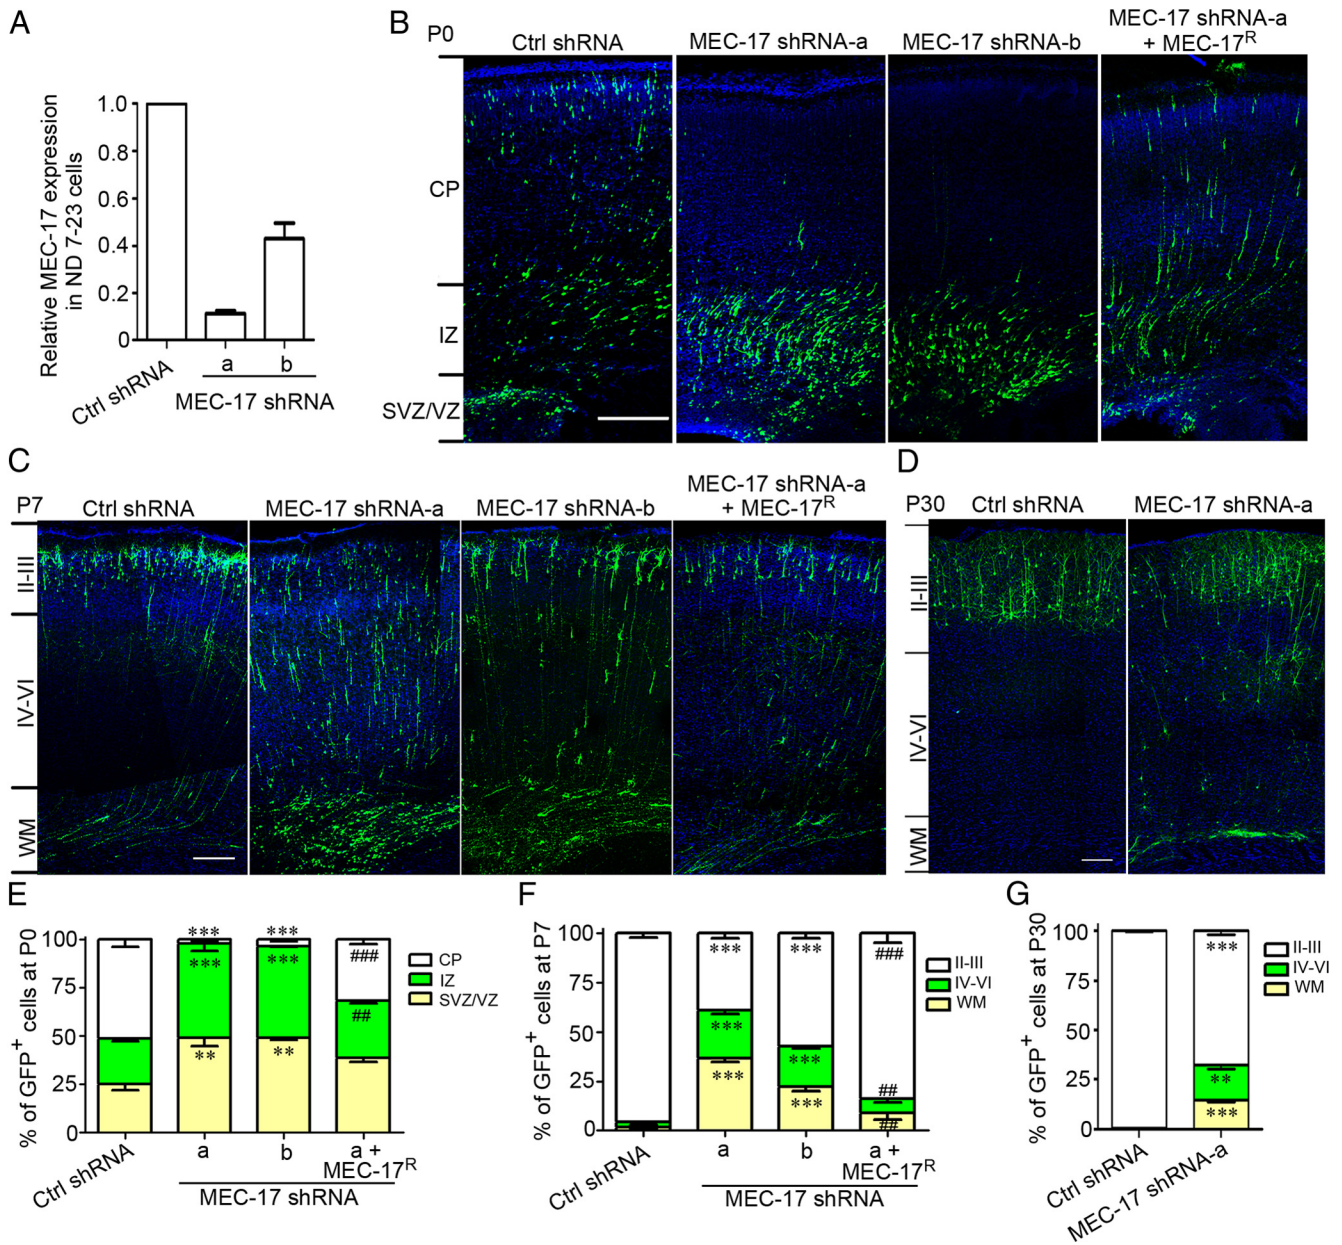 A
Relative MEC-17 expression
in ND 7-23 cells
1.0
0.8
0.6
0.4
0.2
0
Ctrl shRNA
a
b
MEC-17 shRNA
B
P0
Ctrl shRNA
MEC-17 shRNA-a
MEC-17 shRNA-b
MEC-17 shRNA-a
+ MEC-17R
CP
IZ
SVZ/VZ
C
P7
Ctrl shRNA
MEC-17 shRNA-a
MEC-17 shRNA-b
MEC-17 shRNA-a
+ MEC-17R
II-III
IV-VI
WM
D
P30
Ctrl shRNA
MEC-17 shRNA-a
II-III
IV-VI
WM
E
% of GFP+ cells at P0
100
75
50
25
0
***
***
**
***
***
**
###
##
CP
IZ
SVZ/VZ
Ctrl shRNA
a
b
a +
MEC-17R
MEC-17 shRNA
F
% of GFP+ cells at P7
100
75
50
25
0
***
***
***
***
***
***
###
##
##
II-III
IV-VI
WM
Ctrl shRNA
a
b
a +
MEC-17R
MEC-17 shRNA
G
% of GFP+ cells at P30
100
75
50
25
0
***
**
***
II-III
IV-VI
WM
Ctrl shRNA
MEC-17 shRNA-a